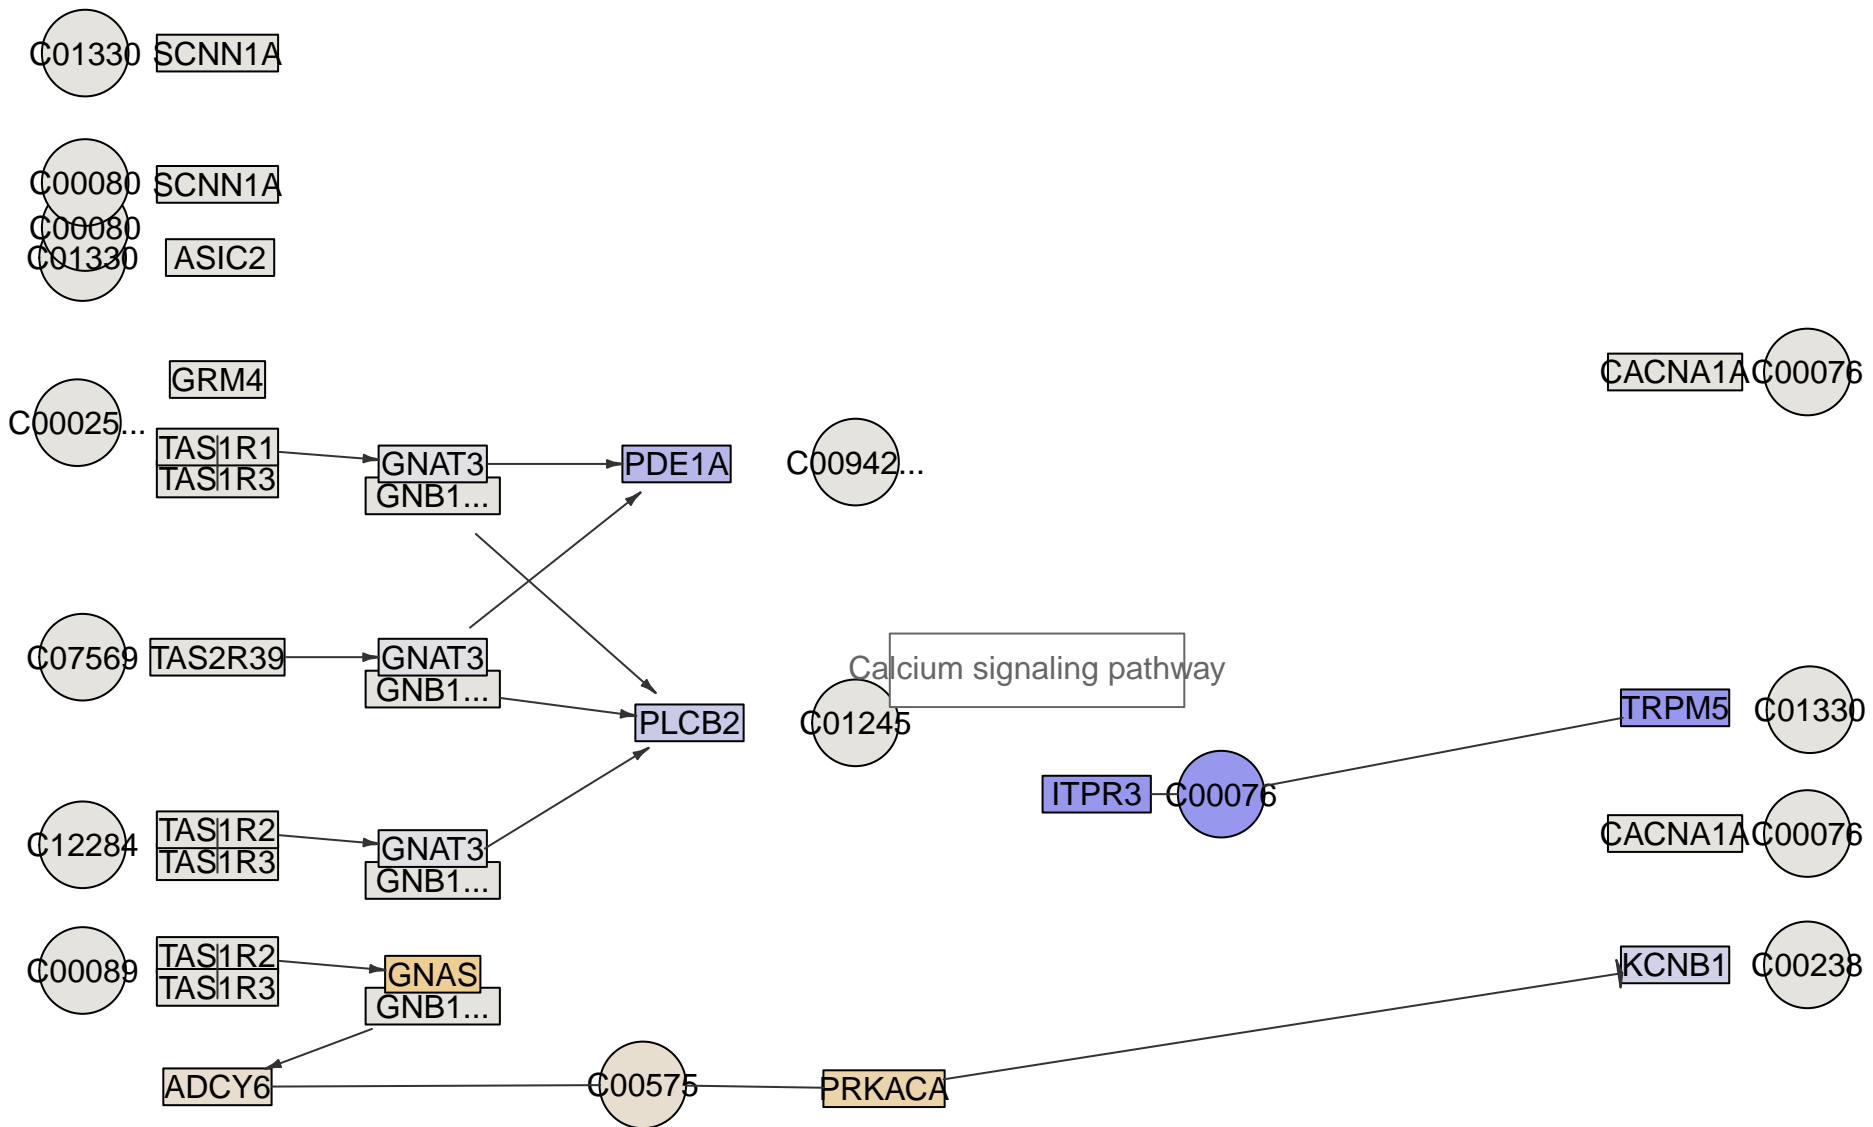 C01330 SCNN1A
C00080 SCNN1A
C00080
C01330 ASIC2
GRM4
CACNA1A C00076
C00025...
TAS1R1
GNAT3 PDE1A C00942...
TAS1R3
GNB1...
C07569 TAS2R39 GNAT3
Calcium signaling pathway
GNB1...
PLCB2 C01245
TRPM5 C01330
ITPR3 C00076
TAS1R2
C12284 GNAT3
CACNA1A C00076
TAS1R3
GNB1...
TAS1R2
C00089 GNAS
KCNB1 C00238
TAS1R3
GNB1...
ADCY6 C00575 PRKACA